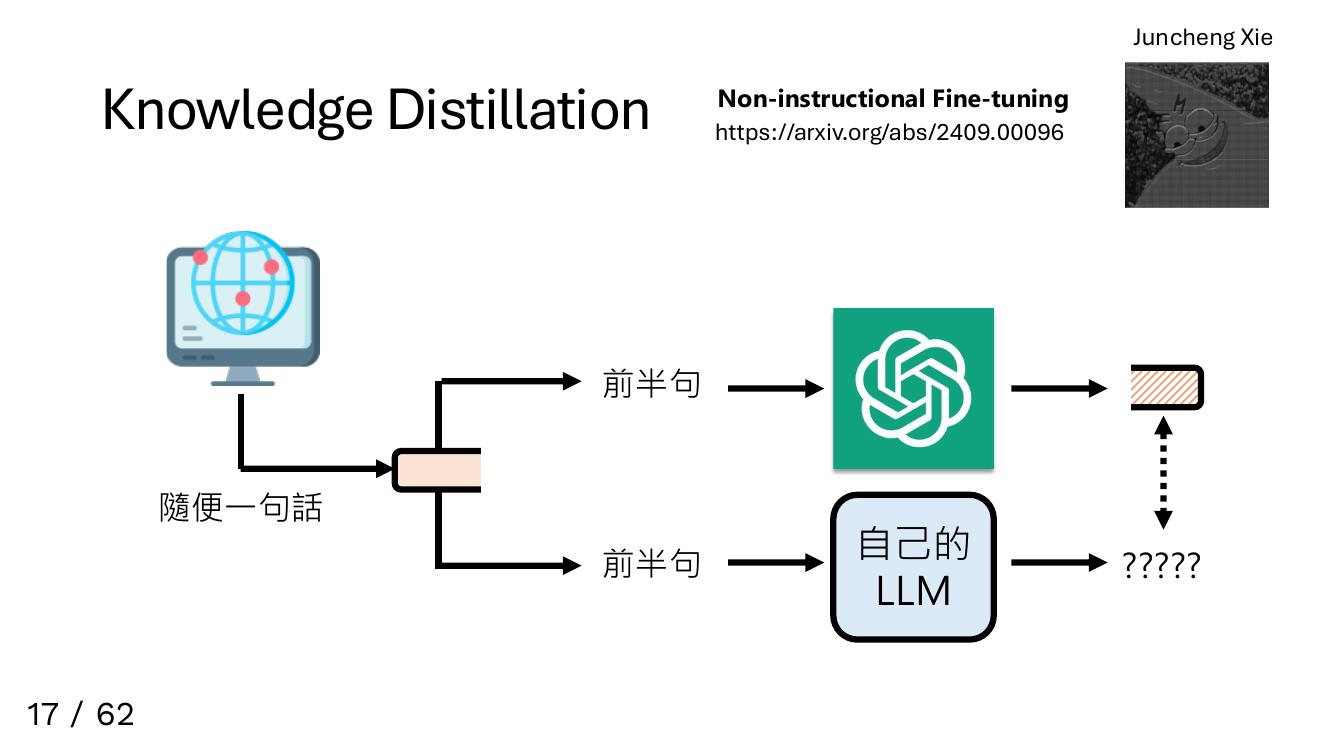 Juncheng Xie
Knowledge Distillation
Non-instructional Fine-tuning
https://arxiv.org/abs/2409.00096
前半句
隨便一句話
前半句
自己的
LLM
?????
17 / 62